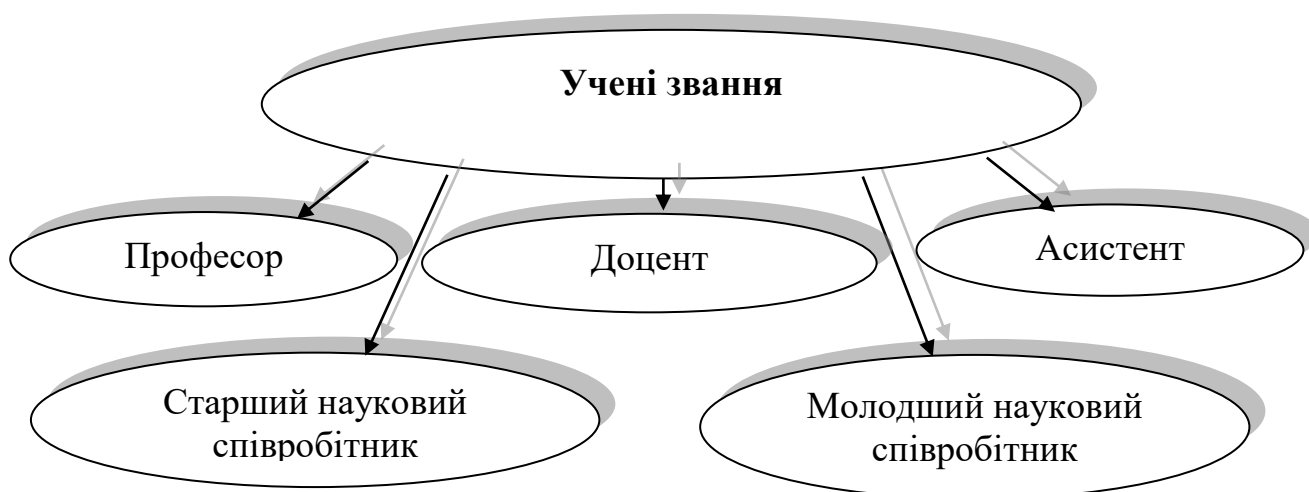 Учені звання
Професор
Доцент
Асистент
Старший науковий
співробітник
Молодший науковий
співробітник